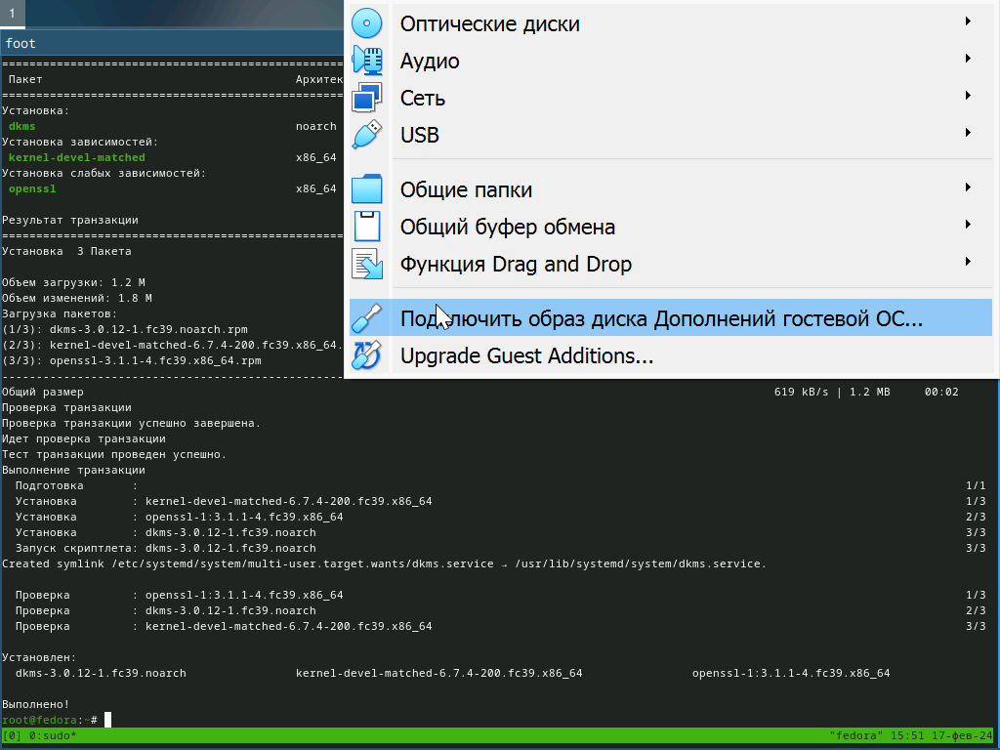 1
foot
Пакет Архитек
Установка:
dkms noarch
Установка зависимостей:
kernel-devel-matched x86_64
Установка слабых зависимостей:
openssl x86_64
Результат транзакции
Установка 3 Пакета
Объем загрузки: 1.2 M
Объем изменений: 1.8 M
Загрузка пакетов:
(1/3): dkms-3.0.12-1.fc39.noarch.rpm
(2/3): kernel-devel-matched-6.7.4-200.fc39.x86_64.
(3/3): openssl-3.1.1-4.fc39.x86_64.rpm
Оптические диски
Аудио
Сеть
USB
Общие папки
Общий буфер обмена
Функция Drag and Drop
Подключить образ диска Дополнений гостевой ОС...
Upgrade Guest Additions...
Общий размер 619 kB/s | 1.2 MB 00:02
Проверка транзакции
Проверка транзакции успешно завершена.
Идет проверка транзакции
Тест транзакции проведен успешно.
Выполнение транзакции
Подготовка : 1/1
Установка : kernel-devel-matched-6.7.4-200.fc39.x86_64 1/3
Установка : openssl-1:3.1.1-4.fc39.x86_64 2/3
Установка : dkms-3.0.12-1.fc39.noarch 3/3
Запуск скриптлета: dkms-3.0.12-1.fc39.noarch 3/3
Created symlink /etc/systemd/system/multi-user.target.wants/dkms.service → /usr/lib/systemd/system/dkms.service.
Проверка : openssl-1:3.1.1-4.fc39.x86_64 1/3
Проверка : dkms-3.0.12-1.fc39.noarch 2/3
Проверка : kernel-devel-matched-6.7.4-200.fc39.x86_64 3/3
Установлен:
dkms-3.0.12-1.fc39.noarch kernel-devel-matched-6.7.4-200.fc39.x86_64 openssl-1:3.1.1-4.fc39.x86_64
Выполнено!
root@fedora:~#
[0] 0:sudo* "fedora" 15:51 17-фев-24